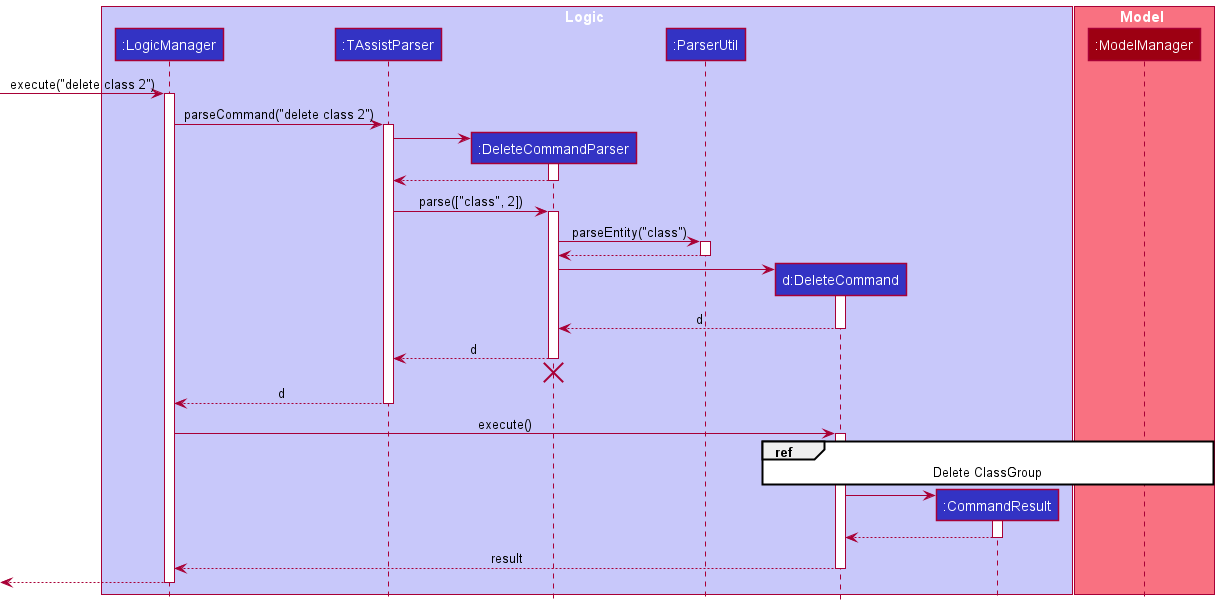 Logic
Model
:LogicManager
:TAssistParser
:ParserUtil
:ModelManager
execute("delete class 2")
parseCommand("delete class 2")
:DeleteCommandParser
parse(["class", 2])
parseEntity("class")
d:DeleteCommand
d
d
d
execute()
ref
Delete ClassGroup
:CommandResult
result